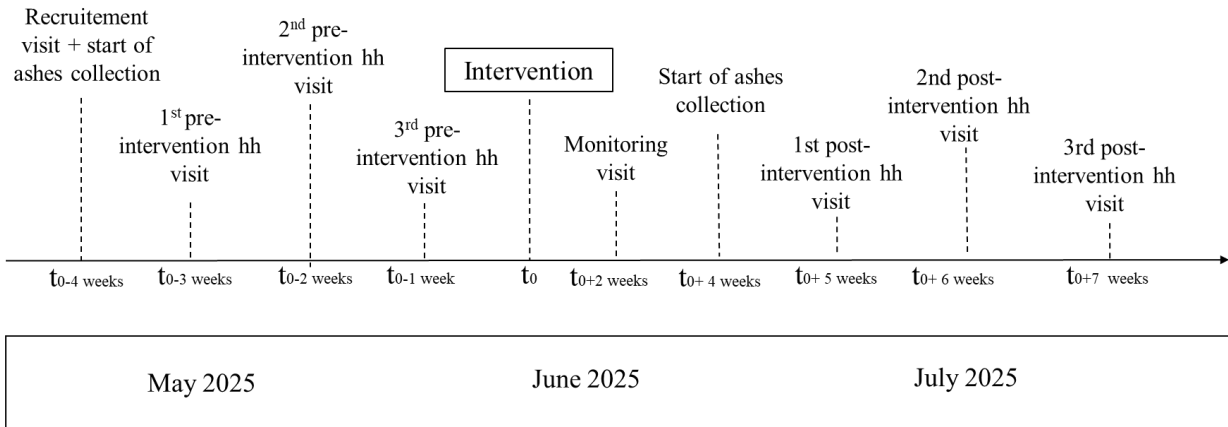 Recruitement
visit + start of
ashes collection
1st pre-
intervention hh
visit
2nd pre-
intervention hh
visit
3rd pre-
intervention hh
visit
Intervention
Monitoring
visit
Start of ashes
collection
1st post-
intervention hh
visit
2nd post-
intervention hh
visit
3rd post-
intervention hh
visit
t0-4 weeks
t0-3 weeks
t0-2 weeks
t0-1 week
t0
t0+2 weeks
t0+ 4 weeks
t0+ 5 weeks
t0+ 6 weeks
t0+7 weeks
May 2025
June 2025
July 2025